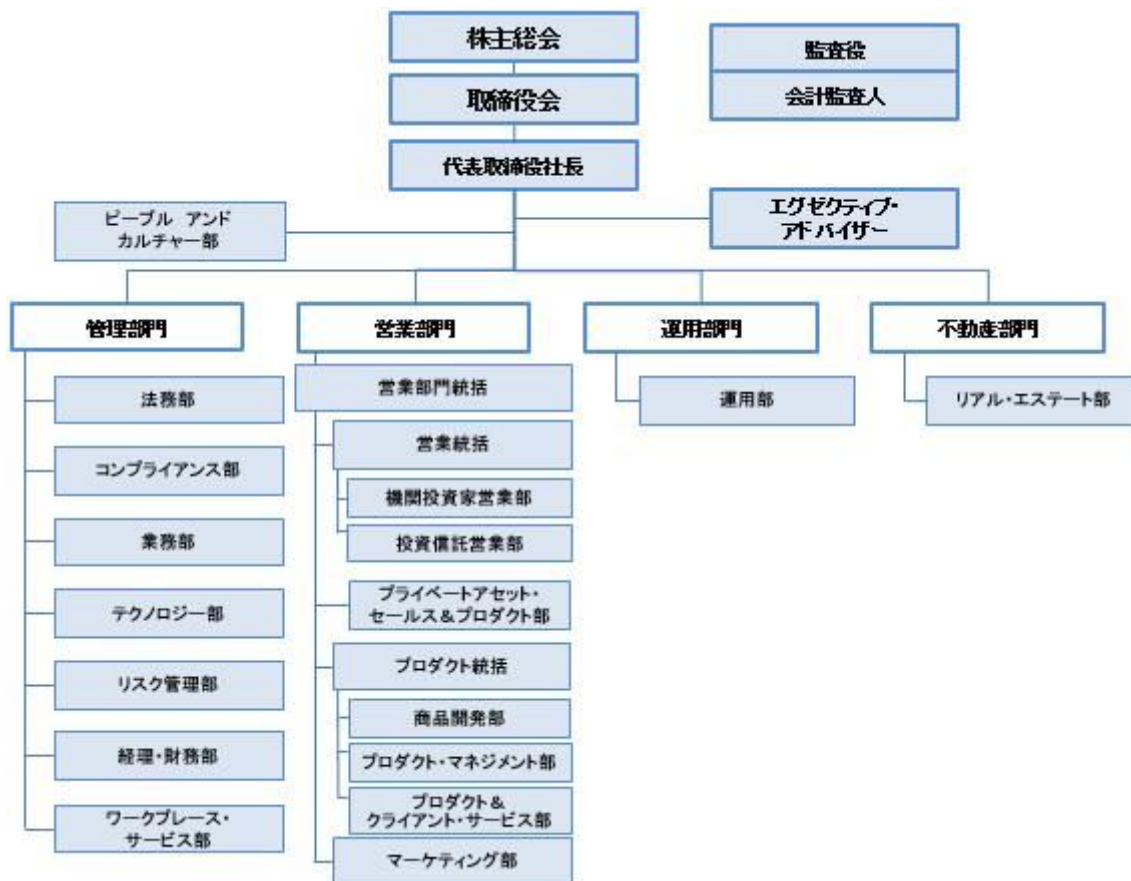 株主総会
監査役
取締役会
会計監査人
代表取締役社長
ピープル アンド
カルチャー部
エグゼクティブ・
アドバイザー
管理部門
営業部門
運用部門
不動産部門
法務部
コンプライアンス部
業務部
テクノロジー部
リスク管理部
経理・財務部
ワークプレース・
サービス部
営業部門統括
営業統括
機関投資家営業部
投資信託営業部
プライベートアセット・
セールス&プロダクト部
プロダクト統括
商品開発部
プロダクト・マネジメント部
プロダクト&
クライアント・サービス部
マーケティング部
運用部
リアル・エステート部